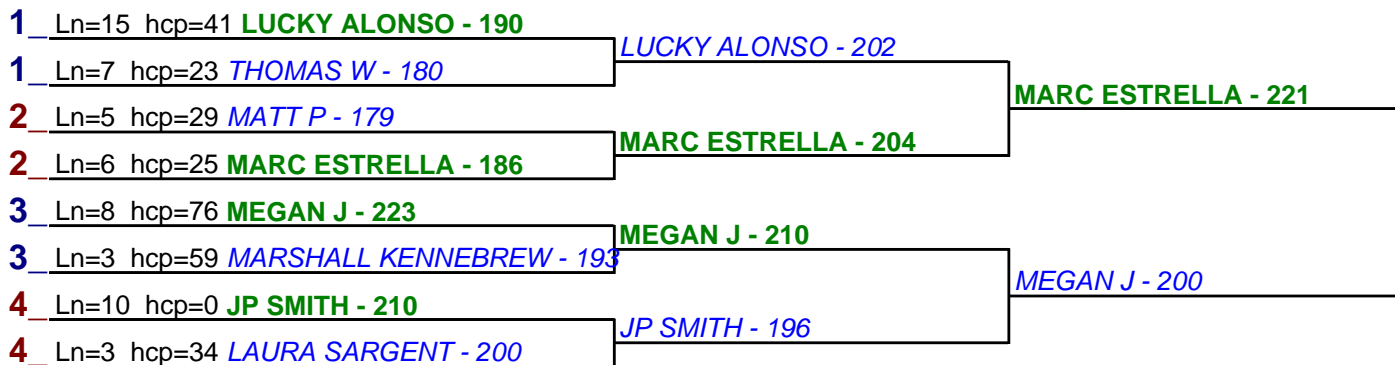 1_ Ln=15 hcp=41 LUCKY ALONSO - 190
LUCKY ALONSO - 202
1_ Ln=7 hcp=23 THOMAS W - 180
MARC ESTRELLA - 221
2_ Ln=5 hcp=29 MATT P - 179
MARC ESTRELLA - 204
2_ Ln=6 hcp=25 MARC ESTRELLA - 186
3_ Ln=8 hcp=76 MEGAN J - 223
MEGAN J - 210
3_ Ln=3 hcp=59 MARSHALL KENNEBREW - 193
MEGAN J - 200
4_ Ln=10 hcp=0 JP SMITH - 210
JP SMITH - 196
4_ Ln=3 hcp=34 LAURA SARGENT - 200